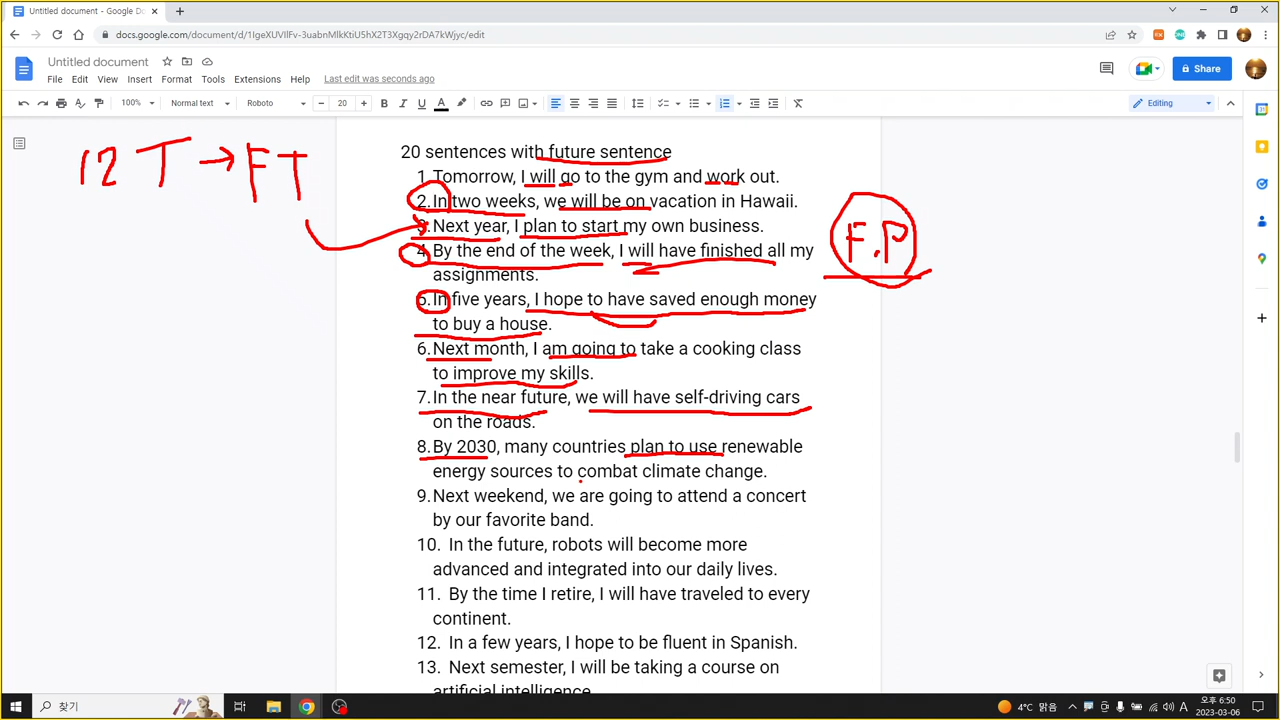 Untitled document - Google Do
docs.google.com/document/d/1IgeXUVIlFv-3uabnMlkKtiU5hX2T3Xgqy2rDA7kWjyc/edit
Untitled document
File Edit View Insert Format Tools Extensions Help Last edit was seconds ago
Share
100% Normal text Roboto 20 Editing
12 T → F T
F.P
20 sentences with future sentence
1. Tomorrow, I will go to the gym and work out.
2. In two weeks, we will be on vacation in Hawaii.
3. Next year, I plan to start my own business.
4. By the end of the week, I will have finished all my
assignments.
5. In five years, I hope to have saved enough money
to buy a house.
6. Next month, I am going to take a cooking class
to improve my skills.
7. In the near future, we will have self-driving cars
on the roads.
8. By 2030, many countries plan to use renewable
energy sources to combat climate change.
9. Next weekend, we are going to attend a concert
by our favorite band.
10. In the future, robots will become more
advanced and integrated into our daily lives.
11. By the time I retire, I will have traveled to every
continent.
12. In a few years, I hope to be fluent in Spanish.
13. Next semester, I will be taking a course on
artificial intelligence.
찾기
4°C 맑음 A 오후 6:50
2023-03-06